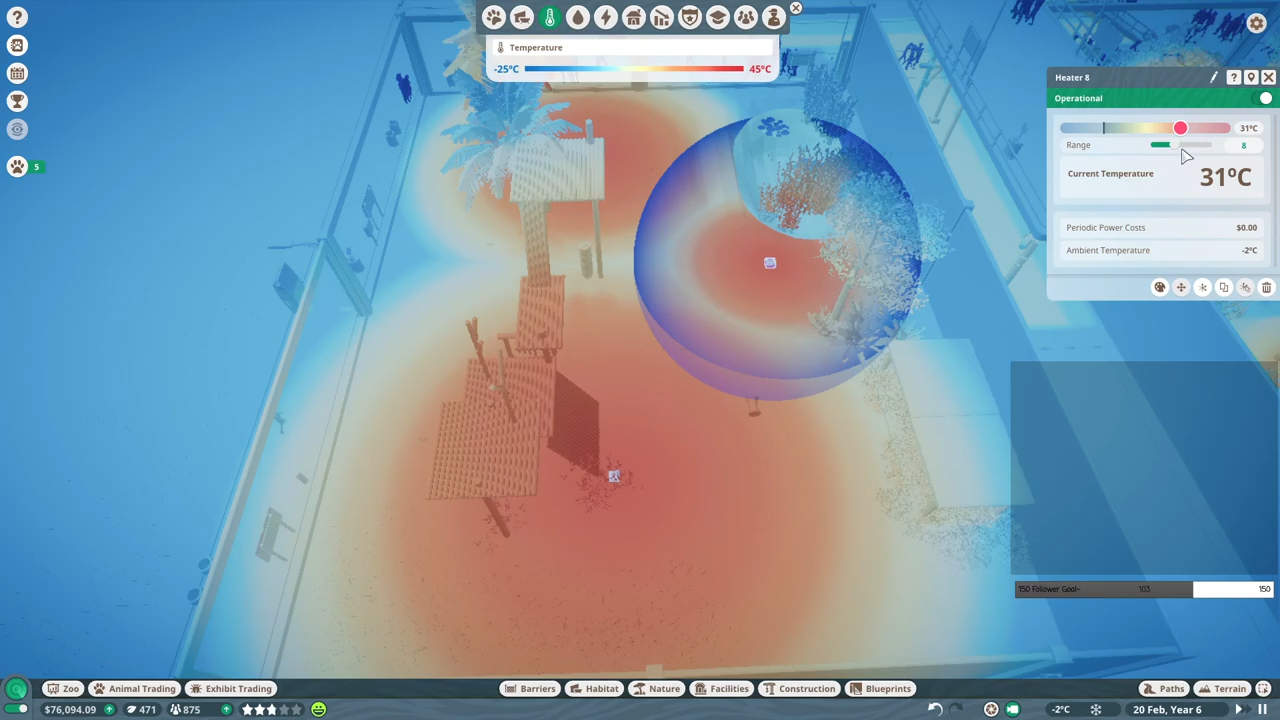 Temperature
-25°C 45°C
Heater 8
Operational
31°C
Range 8
Current Temperature 31°C
Periodic Power Costs $0.00
Ambient Temperature -2°C
5
150 Follower Goal~ 103 150
Zoo Animal Trading Exhibit Trading Barriers Habitat Nature Facilities Construction Blueprints Paths Terrain
$76,094.09 471 875 -2°C 20 Feb, Year 6